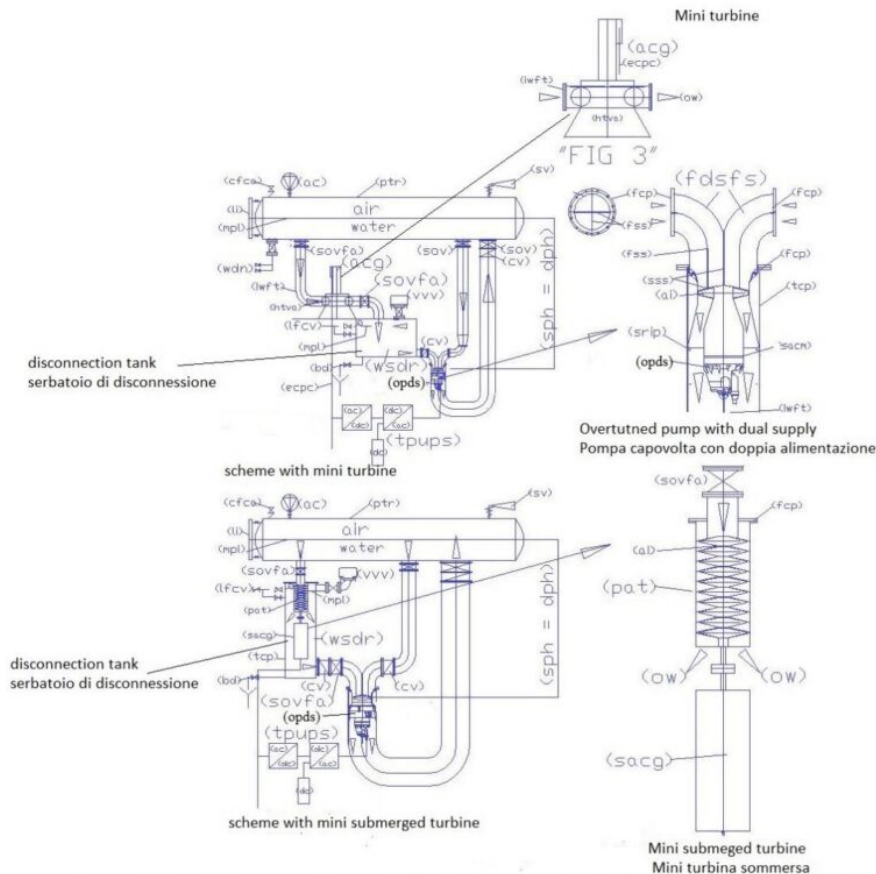 Mini turbine
(acg)
(ecpc)
(lwft)
(ow)
(htva)
"FIG 3"
(cfca)
(ac)
(ptr)
(sv)
(li)
(mpl)
air
water
(sovfa)
(sov)
(sov)
(cv)
(wdn)
(acg)
(sovfa)
(vvv)
(lwft)
(htva)
(lfcv)
(mpl)
(cv)
(wsdr)
(bd)
(opds)
(ecpc)
(sph = dph)
disconnection tank
serbatoio di disconnessione
(ac)
(dc)
(dc)
(ac)
(tpups)
(dc)
scheme with mini turbine
(fcp)
(fdsfs)
(fcp)
(fss)
(fss)
(fcp)
(sss)
(al)
(tcp)
(srip)
(sacm)
(opds)
(lwft)
Overtutned pump with dual supply
Pompa capovolta con doppia alimentazione
(cfca)
(ac)
(ptr)
(sv)
(li)
(mpl)
air
water
(sovfa)
(vvv)
(lfcv)
(mpl)
(pat)
(sacg)
(wsdr)
(tcp)
(bd)
(cv)
(cv)
(sovfa)
(opds)
(tpups)
(sph = dph)
disconnection tank
serbatoio di disconnessione
(ac)
(dc)
(dc)
(ac)
(dc)
scheme with mini submerged turbine
(sovfa)
(fcp)
(al)
(pat)
(ow)
(ow)
(sacg)
Mini submeged turbine
Mini turbina sommersa